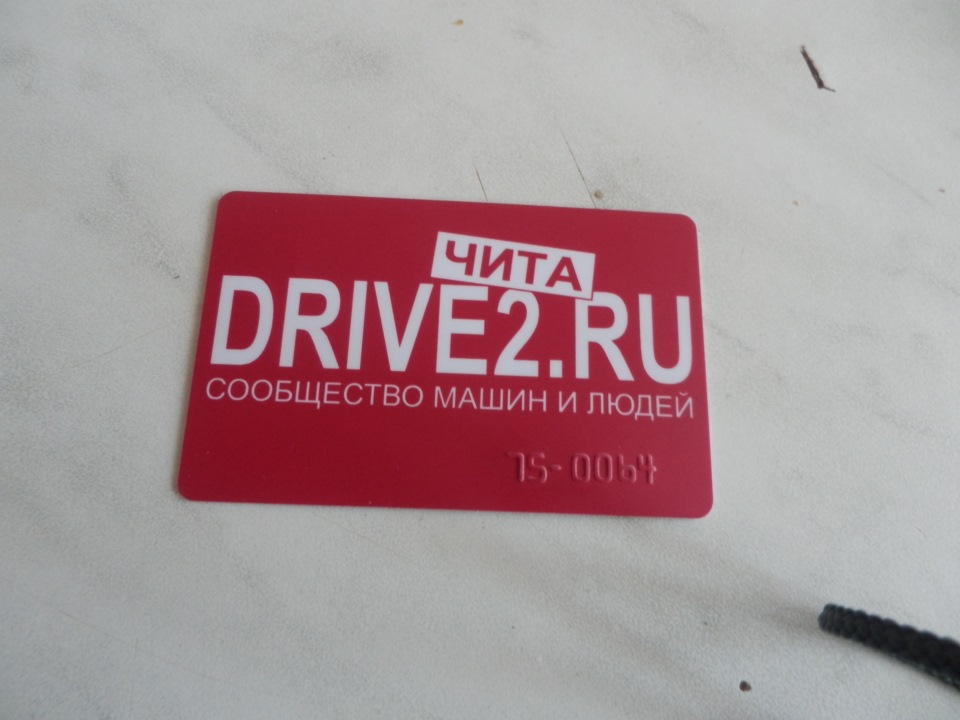 ЧИТА
DRIVE2.RU
СООБЩЕСТВО МАШИН И ЛЮДЕЙ
75-0064